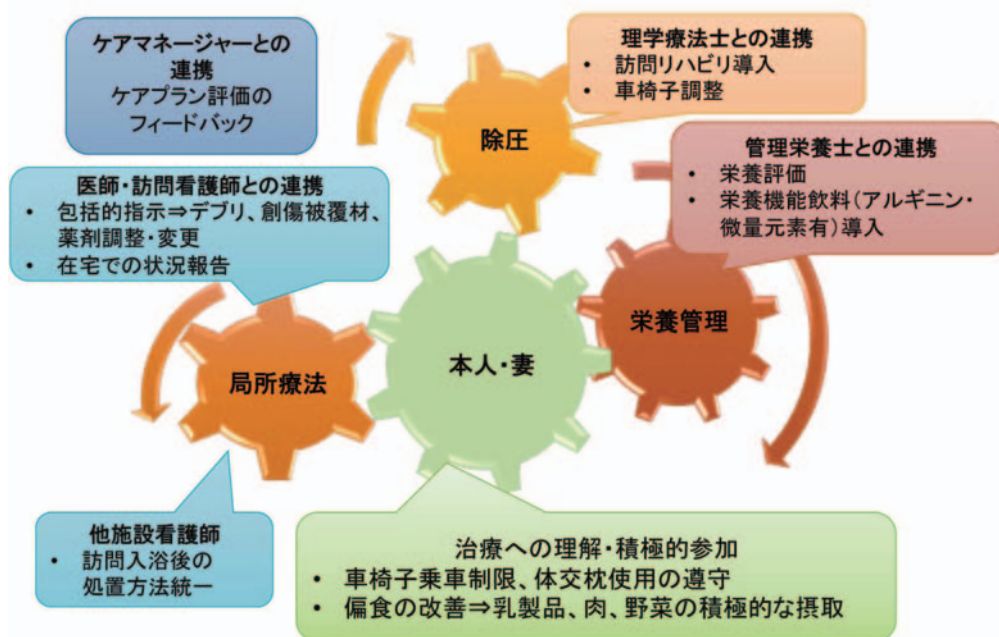 ケアマネージャーとの
連携
ケアプラン評価の
フィードバック
理学療法士との連携
• 訪問リハビリ導入
• 車椅子調整
除圧
管理栄養士との連携
• 栄養評価
• 栄養機能飲料(アルギニン・
微量元素有)導入
医師・訪問看護師との連携
• 包括的指示⇒デブリ、創傷被覆材、
薬剤調整・変更
• 在宅での状況報告
栄養管理
本人・妻
局所療法
他施設看護師
• 訪問入浴後の
処置方法統一
治療への理解・積極的参加
• 車椅子乗車制限、体交枕使用の遵守
• 偏食の改善⇒乳製品、肉、野菜の積極的な摂取